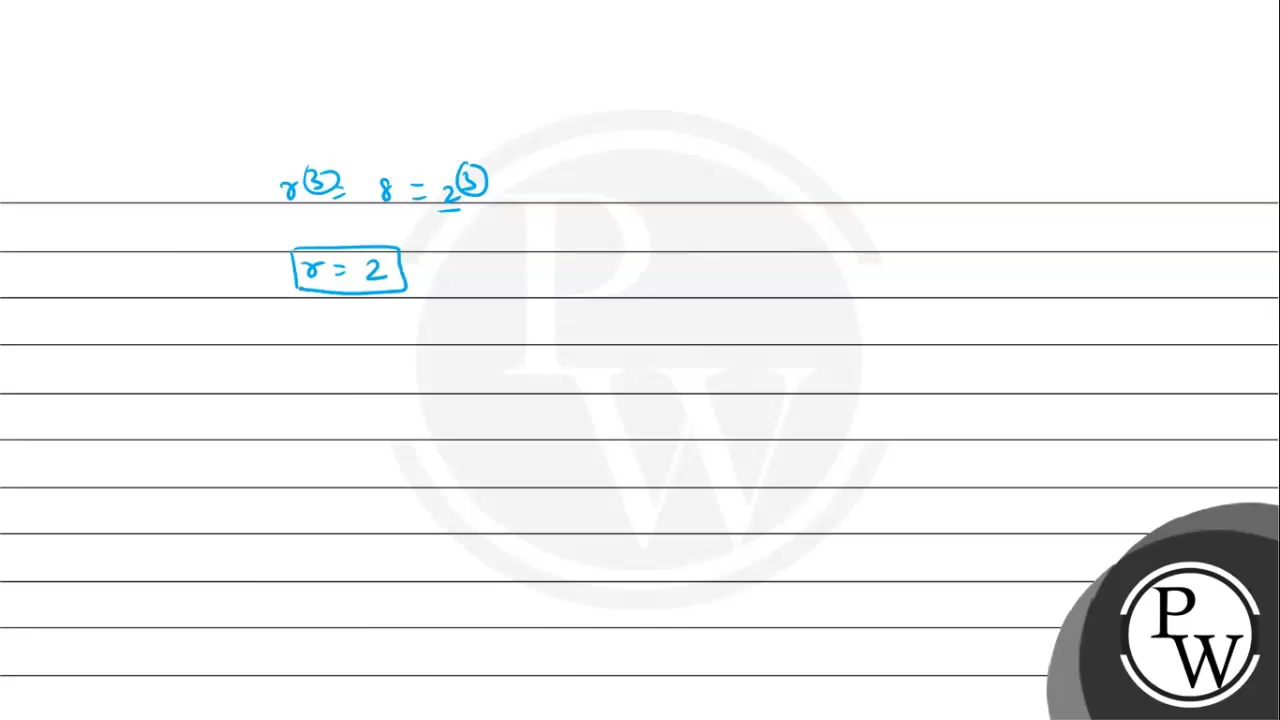 r³ = 8 = 2³
r = 2
P
W
P
W